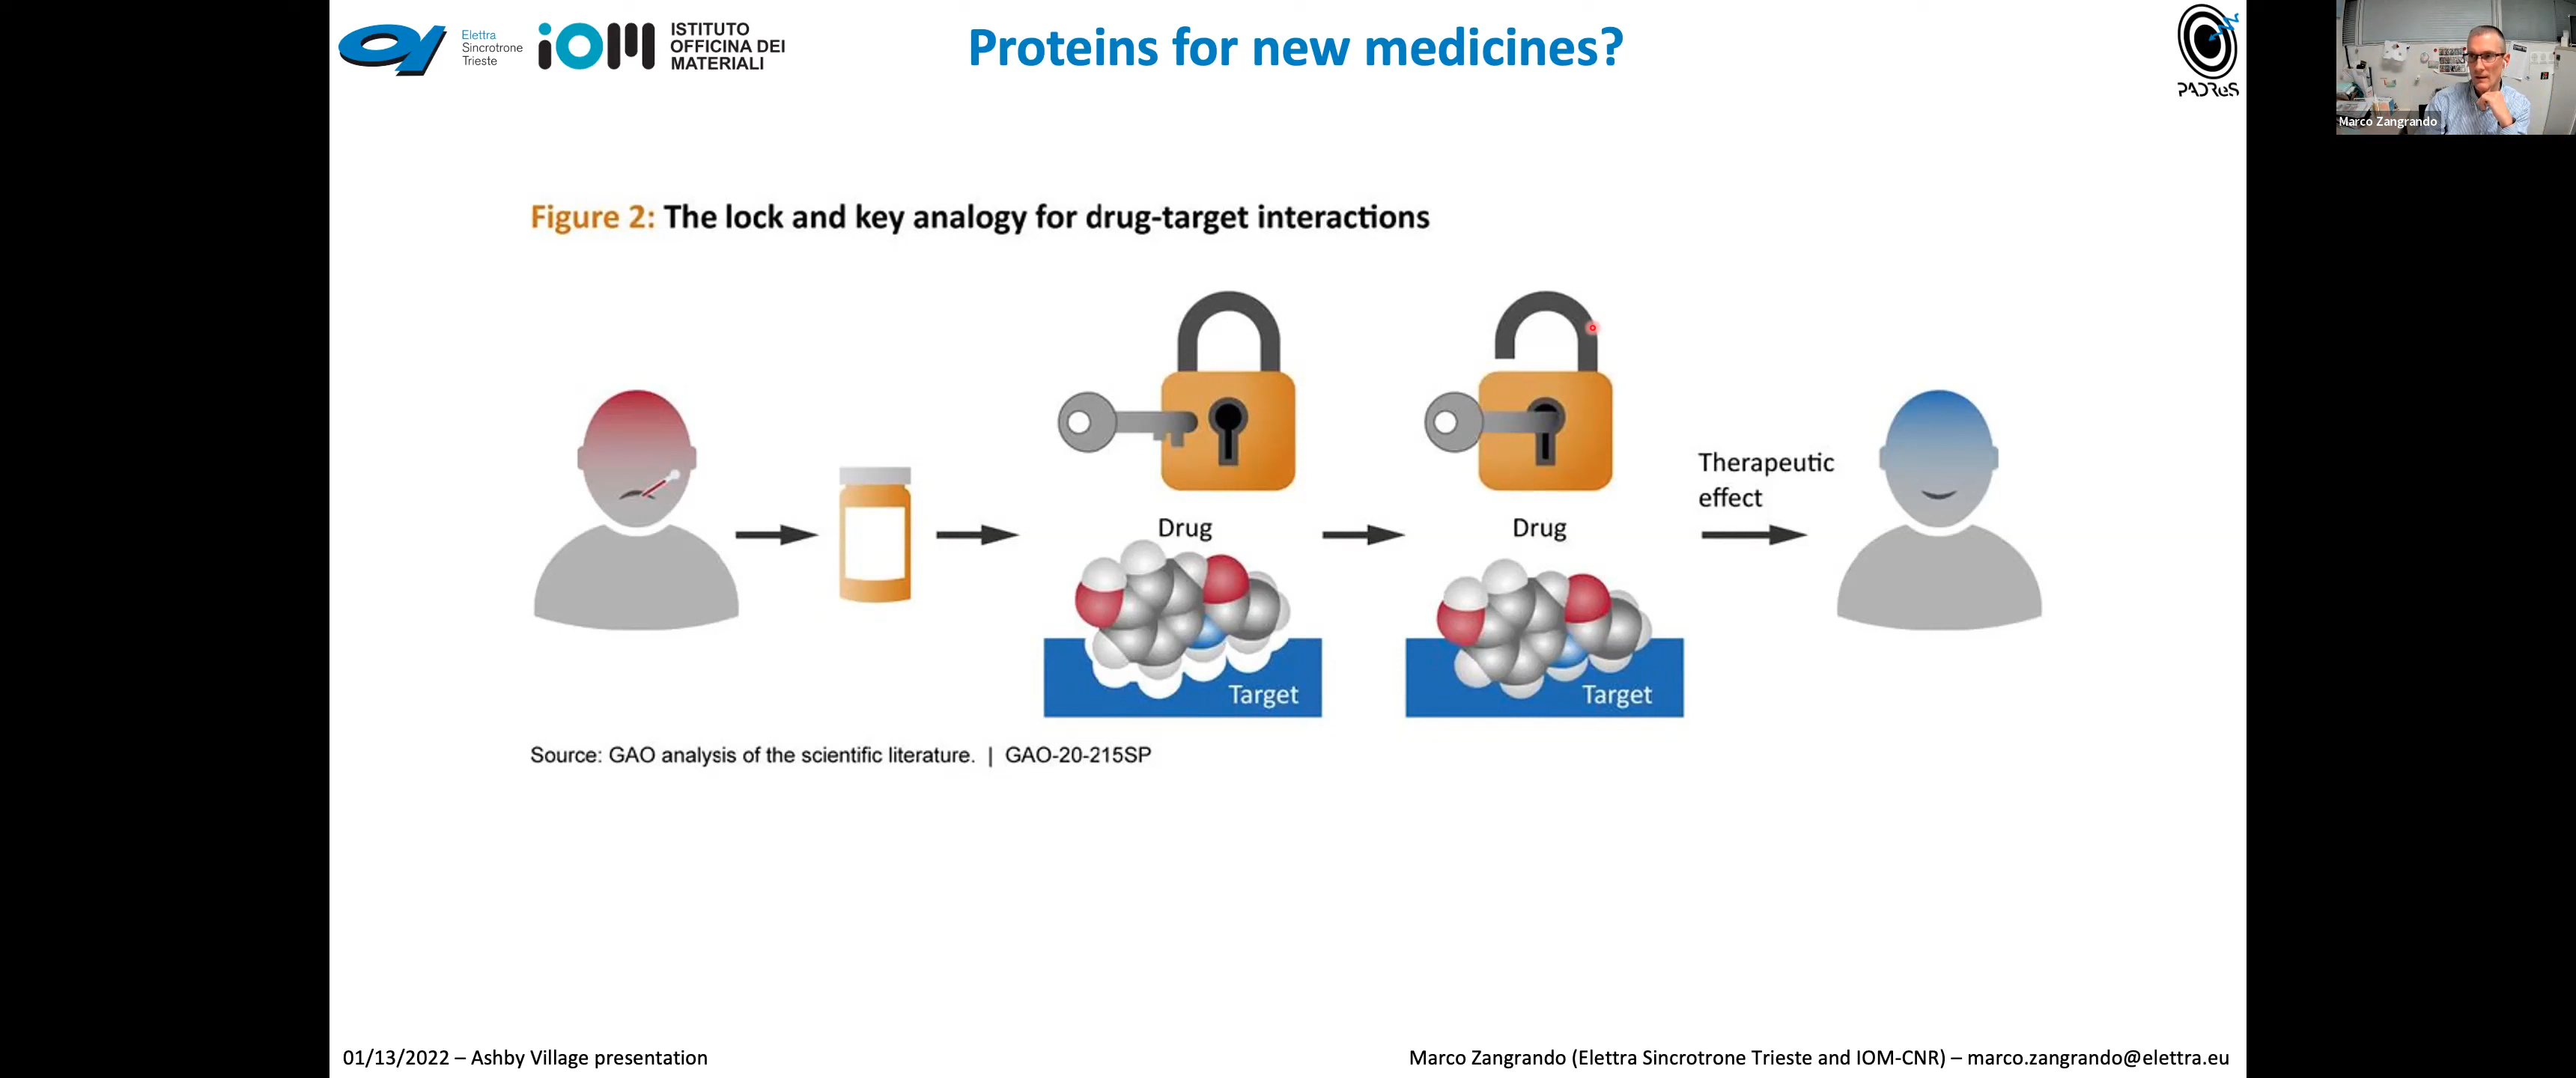 Elettra
Sincrotrone
Trieste
iOM
ISTITUTO
OFFICINA DEI
MATERIALI
Proteins for new medicines?
PADReS
Marco Zangrando
Figure 2: The lock and key analogy for drug-target interactions
Therapeutic
effect
Drug
Drug
Target
Target
Source: GAO analysis of the scientific literature. | GAO-20-215SP
01/13/2022 – Ashby Village presentation
Marco Zangrando (Elettra Sincrotrone Trieste and IOM-CNR) – marco.zangrando@elettra.eu